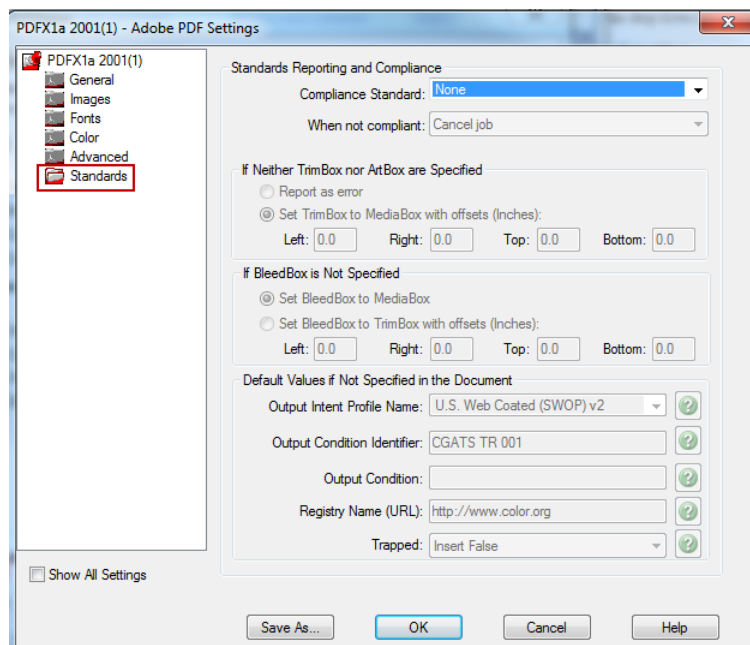 PDFX1a 2001(1) - Adobe PDF Settings
PDFX1a 2001(1)
General
Images
Fonts
Color
Advanced
Standards
Show All Settings
Standards Reporting and Compliance
Compliance Standard: None
When not compliant: Cancel job
If Neither TrimBox nor ArtBox are Specified
Report as error
Set TrimBox to MediaBox with offsets (Inches):
Left: 0.0 Right: 0.0 Top: 0.0 Bottom: 0.0
If BleedBox is Not Specified
Set BleedBox to MediaBox
Set BleedBox to TrimBox with offsets (Inches):
Left: 0.0 Right: 0.0 Top: 0.0 Bottom: 0.0
Default Values if Not Specified in the Document
Output Intent Profile Name: U.S. Web Coated (SWOP) v2
Output Condition Identifier: CGATS TR 001
Output Condition:
Registry Name (URL): http://www.color.org
Trapped: Insert False
Save As... OK Cancel Help